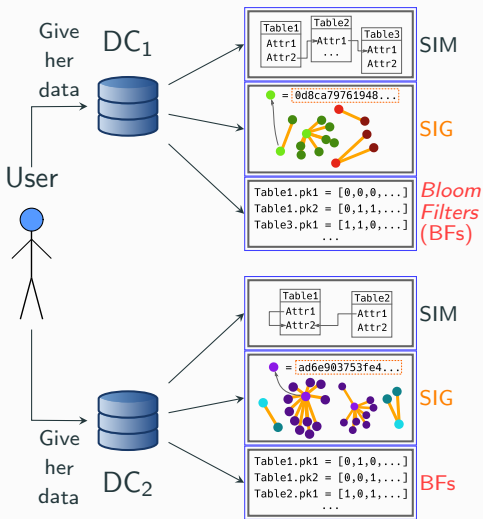 Give
her
data
DC1
User
Table1
Attr1
Attr2
Table2
Attr1
...
Table3
Attr1
Attr2
SIM
= 0d8ca79761948...
SIG
Table1.pk1 = [0,0,0,...]
Table1.pk2 = [0,1,1,...]
Table3.pk1 = [1,1,0,...]
...
Bloom
Filters
(BFs)
Table1
Attr1
Attr2
Table2
Attr1
Attr2
SIM
= ad6e903753fe4...
SIG
Give
her
data
DC2
Table1.pk1 = [0,1,0,...]
Table1.pk2 = [0,0,1,...]
Table2.pk1 = [1,0,1,...]
...
BFs